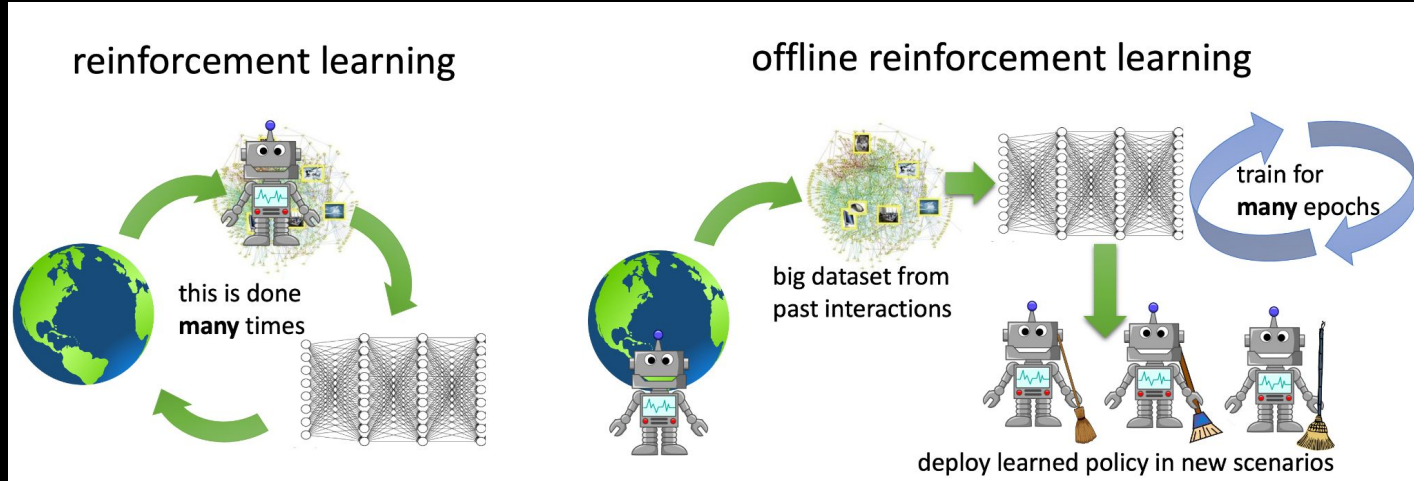 reinforcement learning
this is done
many times
offline reinforcement learning
big dataset from
past interactions
train for
many epochs
deploy learned policy in new scenarios